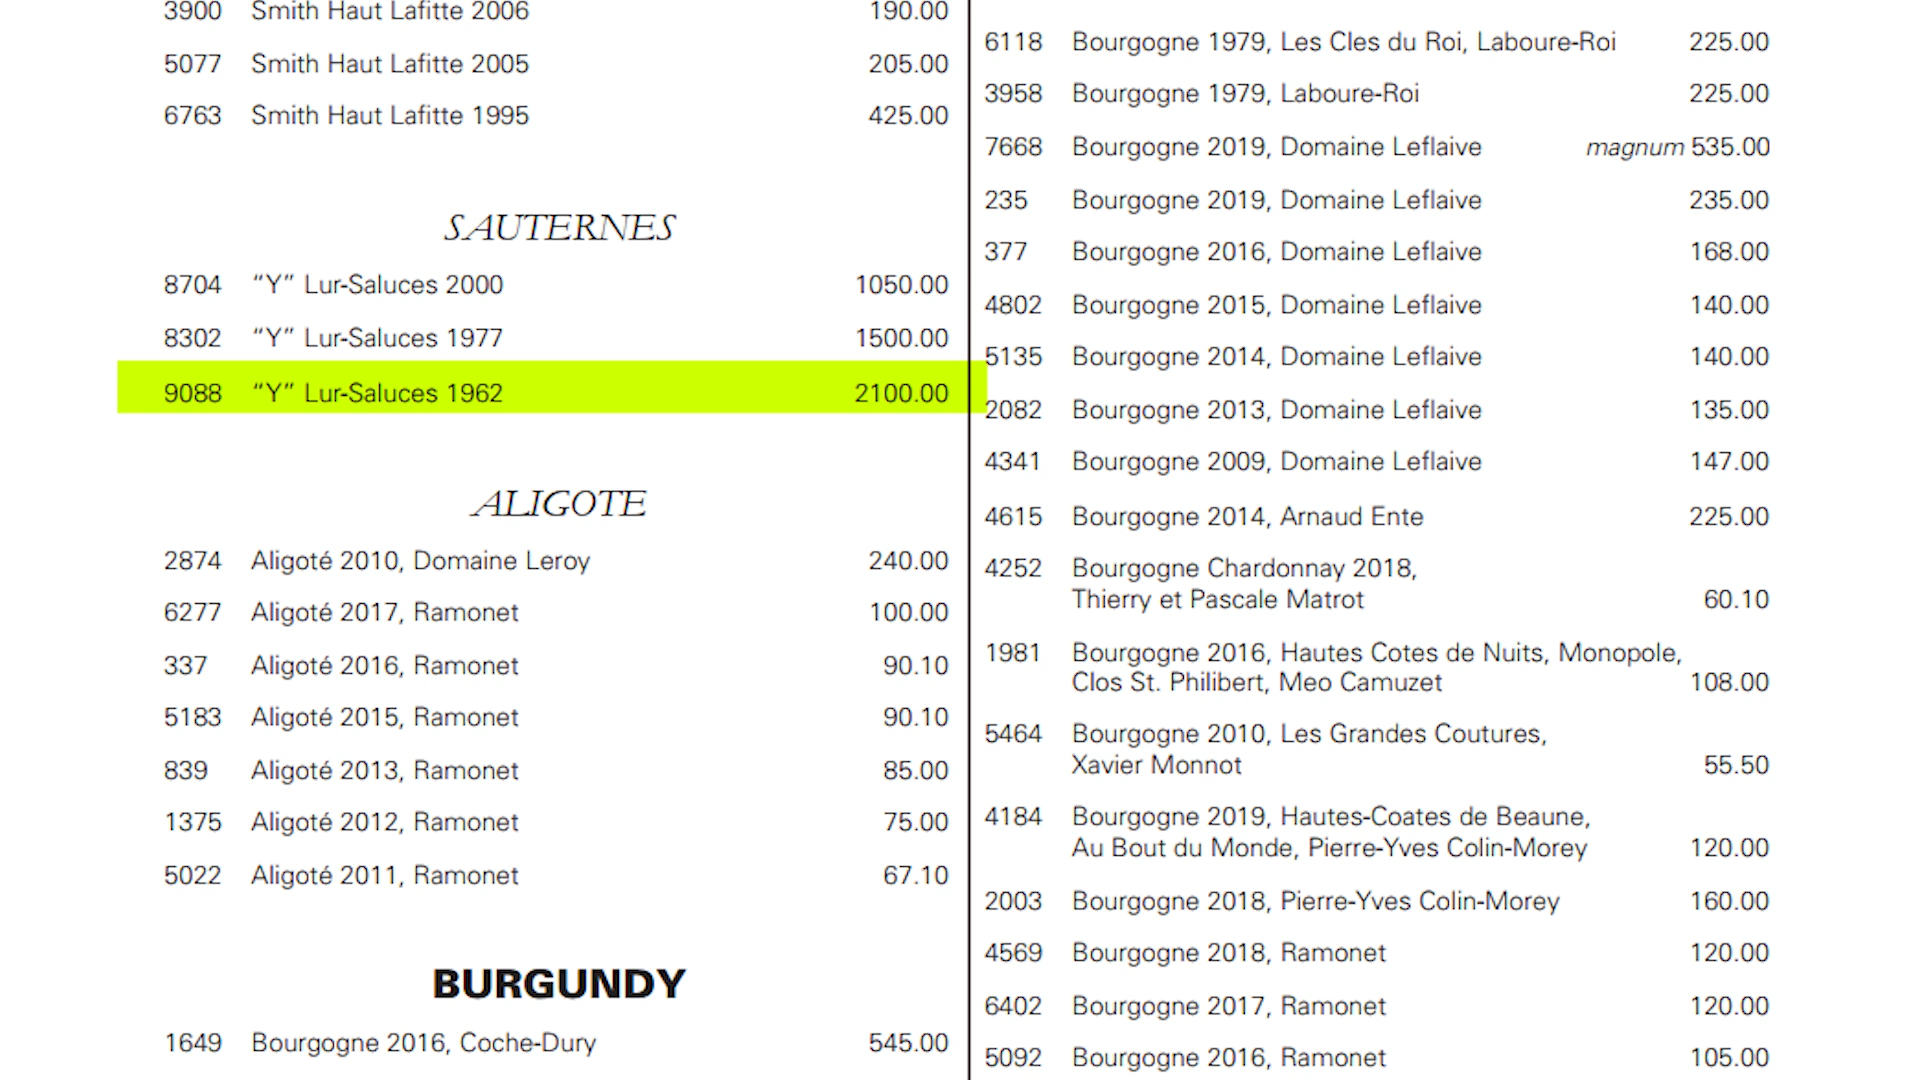 3900 Smith Haut Lafitte 2006 190.00
5077 Smith Haut Lafitte 2005 205.00
6763 Smith Haut Lafitte 1995 425.00
SAUTERNES
8704 “Y” Lur-Saluces 2000 1050.00
8302 “Y” Lur-Saluces 1977 1500.00
9088 “Y” Lur-Saluces 1962 2100.00
ALIGOTE
2874 Aligoté 2010, Domaine Leroy 240.00
6277 Aligoté 2017, Ramonet 100.00
337 Aligoté 2016, Ramonet 90.10
5183 Aligoté 2015, Ramonet 90.10
839 Aligoté 2013, Ramonet 85.00
1375 Aligoté 2012, Ramonet 75.00
5022 Aligoté 2011, Ramonet 67.10
BURGUNDY
1649 Bourgogne 2016, Coche-Dury 545.00
6118 Bourgogne 1979, Les Cles du Roi, Laboure-Roi 225.00
3958 Bourgogne 1979, Laboure-Roi 225.00
7668 Bourgogne 2019, Domaine Leflaive magnum 535.00
235 Bourgogne 2019, Domaine Leflaive 235.00
377 Bourgogne 2016, Domaine Leflaive 168.00
4802 Bourgogne 2015, Domaine Leflaive 140.00
5135 Bourgogne 2014, Domaine Leflaive 140.00
2082 Bourgogne 2013, Domaine Leflaive 135.00
4341 Bourgogne 2009, Domaine Leflaive 147.00
4615 Bourgogne 2014, Arnaud Ente 225.00
4252 Bourgogne Chardonnay 2018,
Thierry et Pascale Matrot 60.10
1981 Bourgogne 2016, Hautes Cotes de Nuits, Monopole,
Clos St. Philibert, Meo Camuzet 108.00
5464 Bourgogne 2010, Les Grandes Coutures,
Xavier Monnot 55.50
4184 Bourgogne 2019, Hautes-Coates de Beaune,
Au Bout du Monde, Pierre-Yves Colin-Morey 120.00
2003 Bourgogne 2018, Pierre-Yves Colin-Morey 160.00
4569 Bourgogne 2018, Ramonet 120.00
6402 Bourgogne 2017, Ramonet 120.00
5092 Bourgogne 2016, Ramonet 105.00